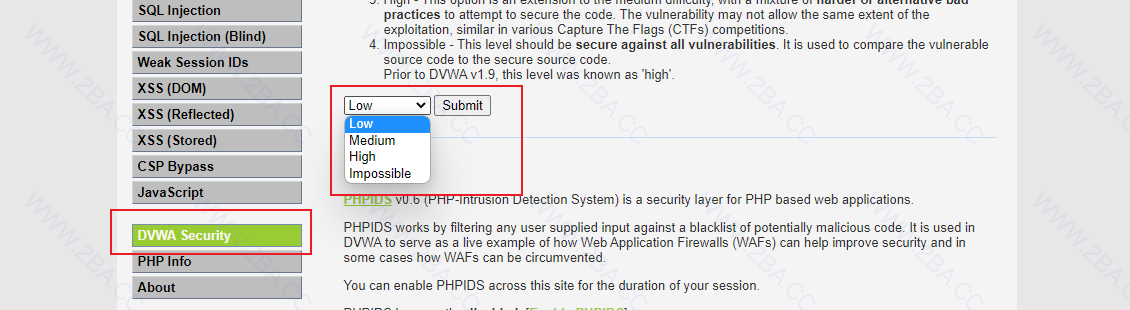 SQL Injection
SQL Injection (Blind)
Weak Session IDs
XSS (DOM)
XSS (Reflected)
XSS (Stored)
CSP Bypass
JavaScript
DVWA Security
PHP Info
About
3. High - This option is an extension to the medium difficulty, with a mixture of harder or alternative bad
practices to attempt to secure the code. The vulnerability may not allow the same extent of the
exploitation, similar in various Capture The Flags (CTFs) competitions.
4. Impossible - This level should be secure against all vulnerabilities. It is used to compare the vulnerable
source code to the secure source code.
Prior to DVWA v1.9, this level was known as 'high'.
Low Submit
Low
Medium
High
Impossible
PHPIDS v0.6 (PHP-Intrusion Detection System) is a security layer for PHP based web applications.
PHPIDS works by filtering any user supplied input against a blacklist of potentially malicious code. It is used in
DVWA to serve as a live example of how Web Application Firewalls (WAFs) can help improve security and in
some cases how WAFs can be circumvented.
You can enable PHPIDS across this site for the duration of your session.
WWW.2BA.CC